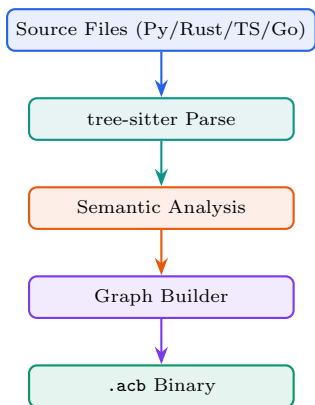 Source Files (Py/Rust/TS/Go)
tree-sitter Parse
Semantic Analysis
Graph Builder
.acb Binary